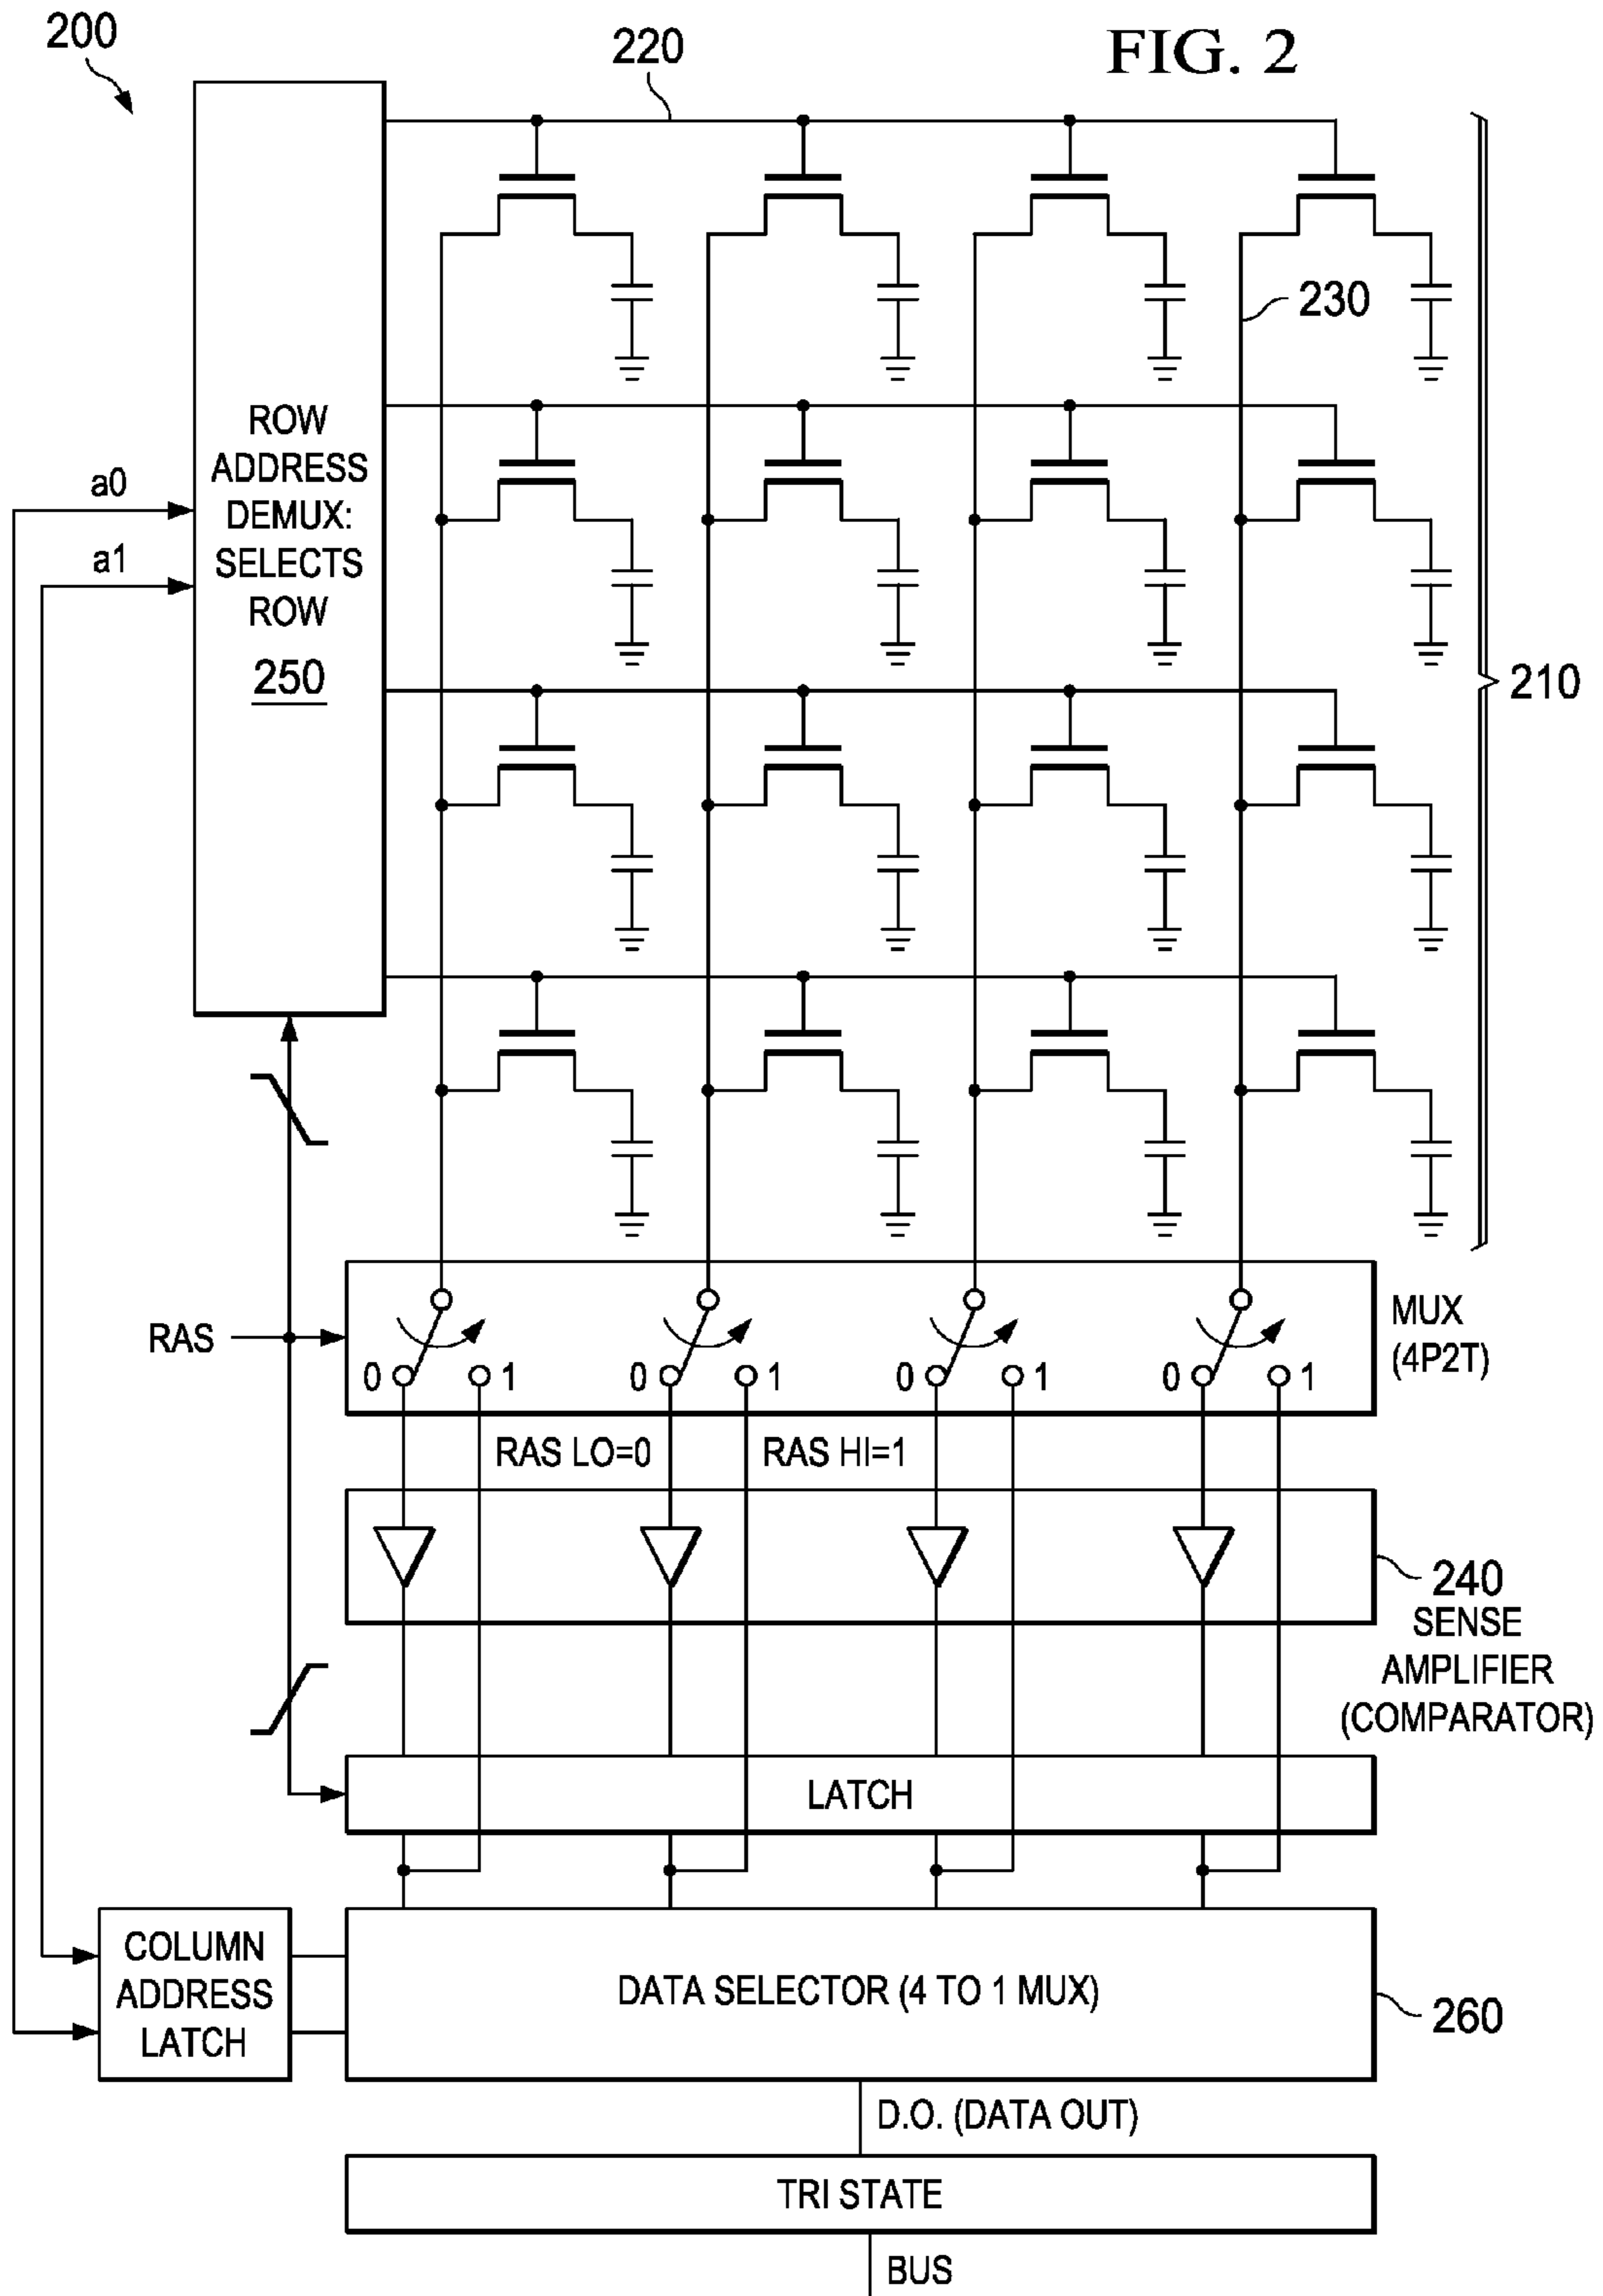 FIG. 2
200
220
230
210
ROW
ADDRESS
DEMUX:
SELECTS
ROW
250
a0
a1
RAS
MUX
(4P2T)
0 1 0 1 0 1 0 1
RAS LO=0
RAS HI=1
240
SENSE
AMPLIFIER
(COMPARATOR)
LATCH
COLUMN
ADDRESS
LATCH
DATA SELECTOR (4 TO 1 MUX)
260
D.O. (DATA OUT)
TRI STATE
BUS